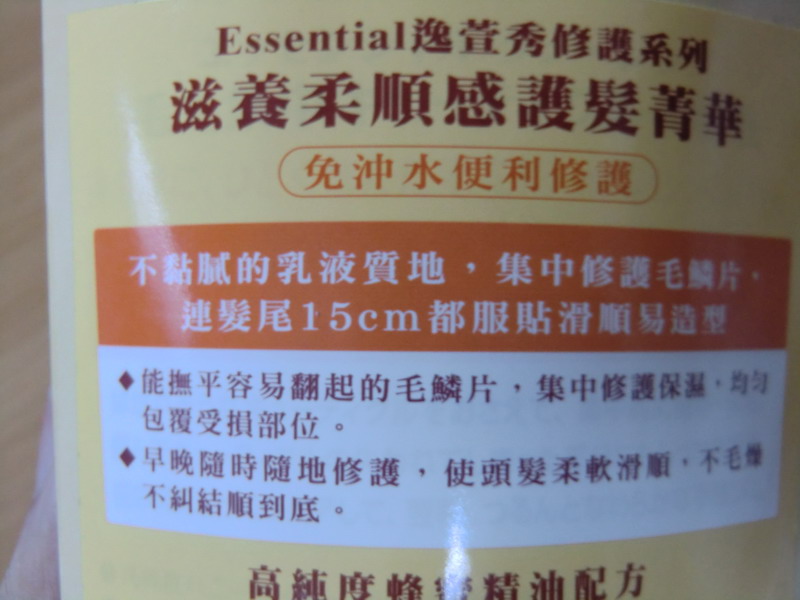 Essential逸萱秀修護系列
滋養柔順感護髮菁華
免沖水便利修護
不黏膩的乳液質地，集中修護毛鱗片，
連髮尾15cm都服貼滑順易造型
◆能撫平容易翻起的毛鱗片，集中修護保濕，均勻
包覆受損部位。
◆早晚隨時隨地修護，使頭髮柔軟滑順，不毛燥
不糾結順到底。
高純度蜂蜜精油配方